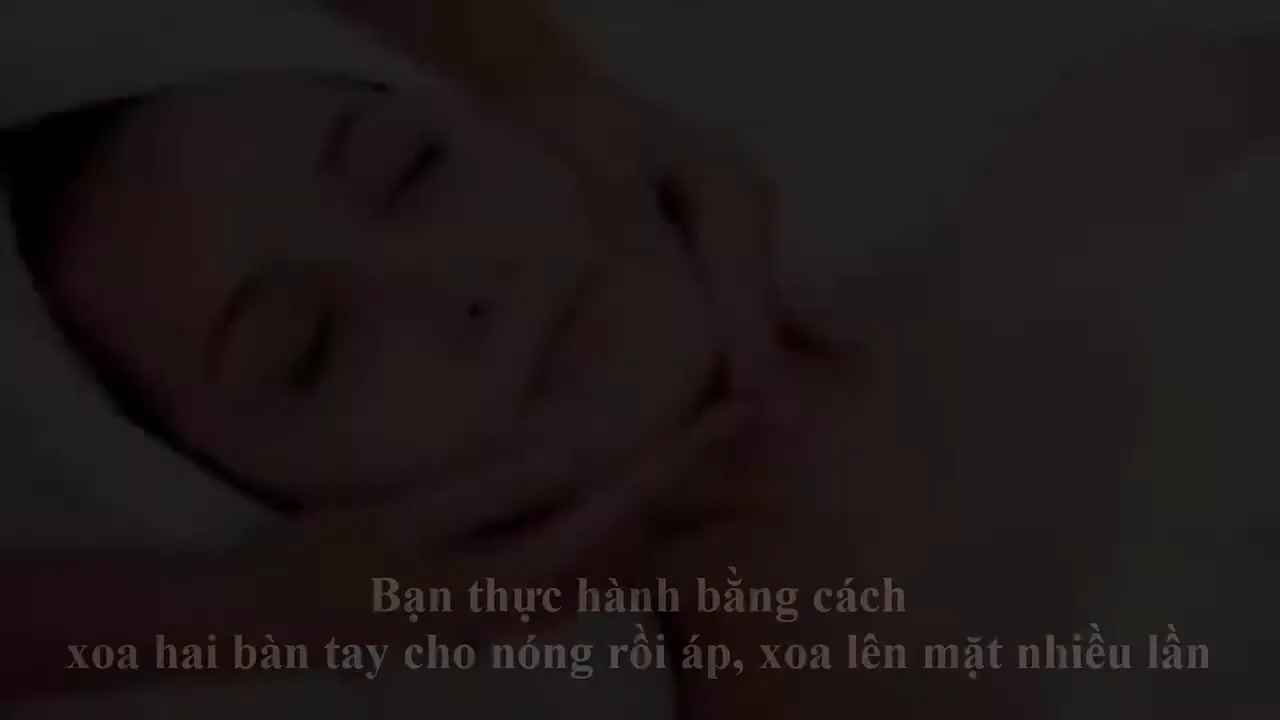 Bạn thực hành bằng cách
xoa hai bàn tay cho nóng rồi áp, xoa lên mặt nhiều lần